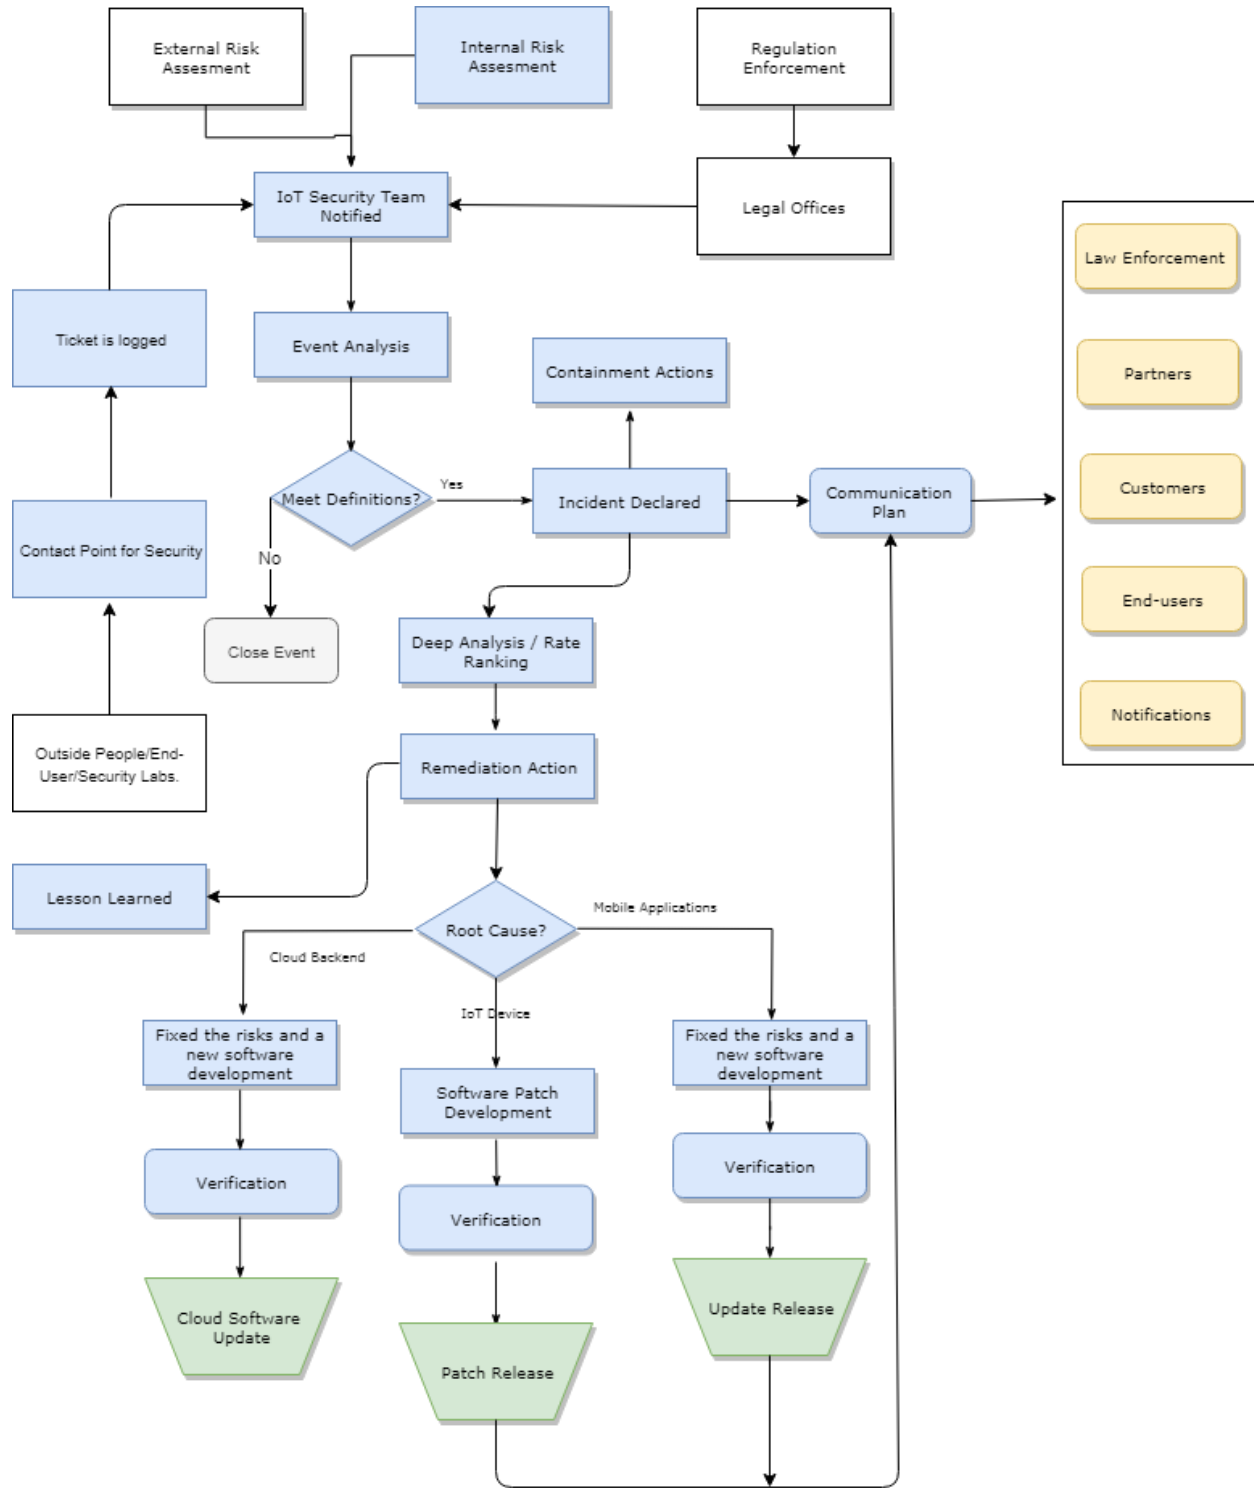 External Risk
Assesment
Internal Risk
Assesment
Regulation
Enforcement
IoT Security Team
Notified
Legal Offices
Law Enforcement
Ticket is logged
Event Analysis
Containment Actions
Partners
Meet Definitions?
Yes
Incident Declared
Communication
Plan
Customers
Contact Point for Security
No
End-users
Close Event
Deep Analysis / Rate
Ranking
Notifications
Outside People/End-
User/Security Labs.
Remediation Action
Lesson Learned
Root Cause?
Mobile Applications
Cloud Backend
IoT Device
Fixed the risks and a
new software
development
Software Patch
Development
Fixed the risks and a
new software
development
Verification
Verification
Verification
Cloud Software
Update
Patch Release
Update Release